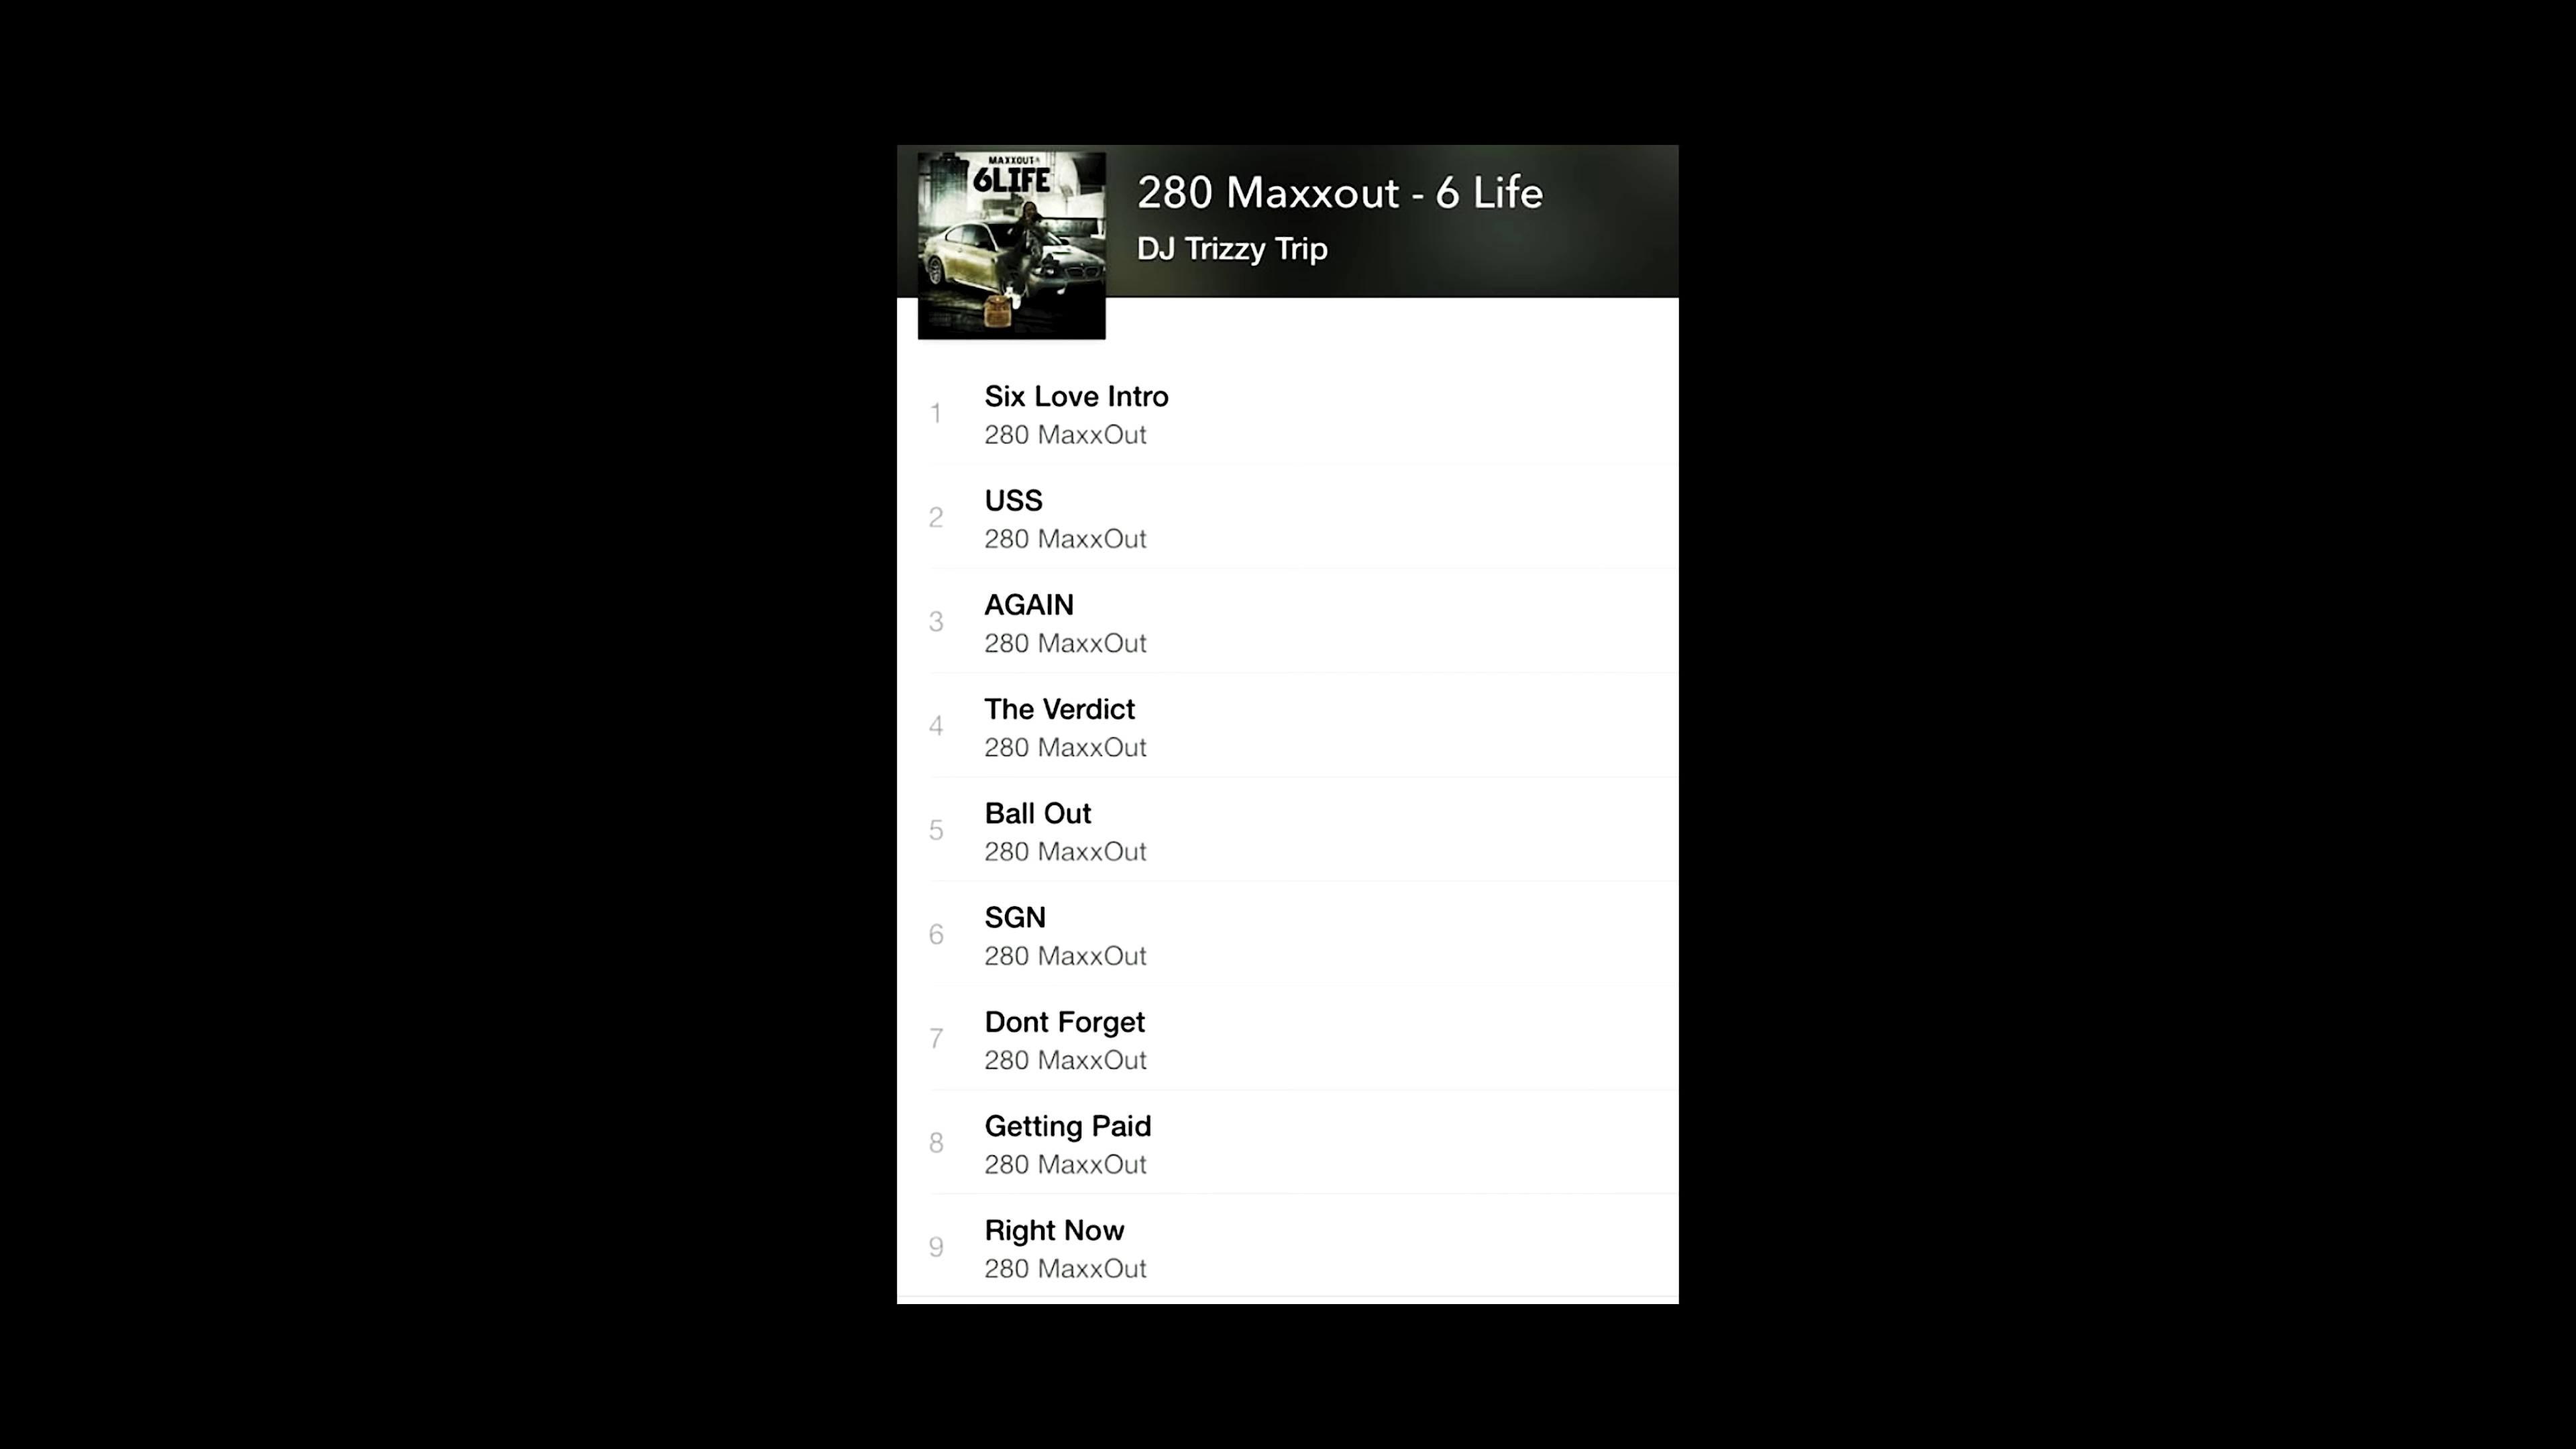 MAXXOUT
6LIFE
280 Maxxout - 6 Life
DJ Trizzy Trip
1
Six Love Intro
280 MaxxOut
2
USS
280 MaxxOut
3
AGAIN
280 MaxxOut
4
The Verdict
280 MaxxOut
5
Ball Out
280 MaxxOut
6
SGN
280 MaxxOut
7
Dont Forget
280 MaxxOut
8
Getting Paid
280 MaxxOut
9
Right Now
280 MaxxOut